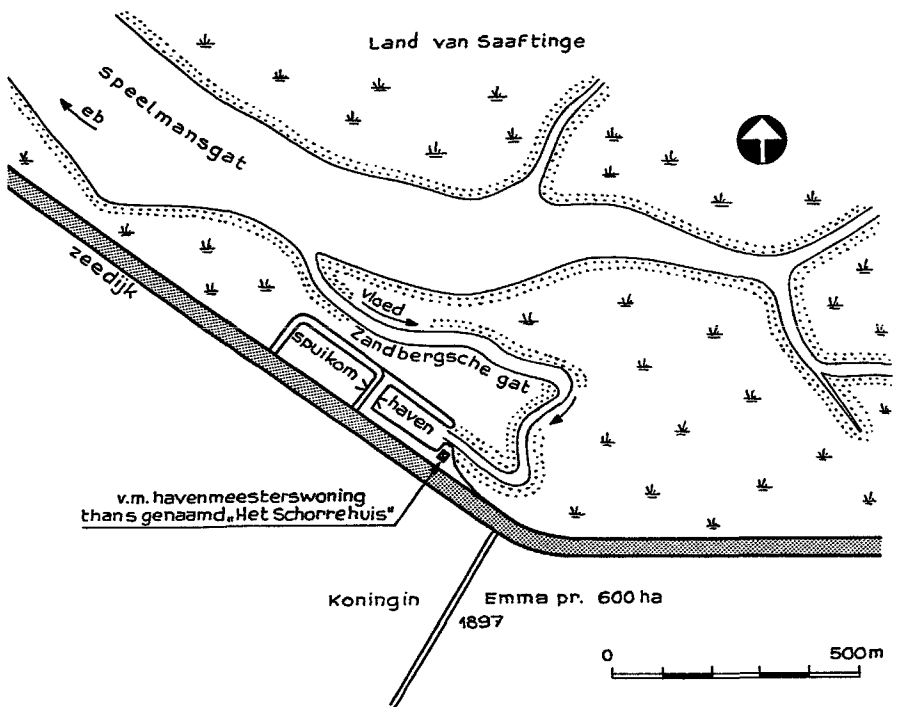 Land van Saaftinge
speelmansgat
eb
zeedijk
vloed
Zandbergsche gat
spuikom
haven
v.m. havenmeesterswoning
thans genaamd „Het Schorrehuis"
Koningin Emma pr. 600 ha
1897
0 500 m